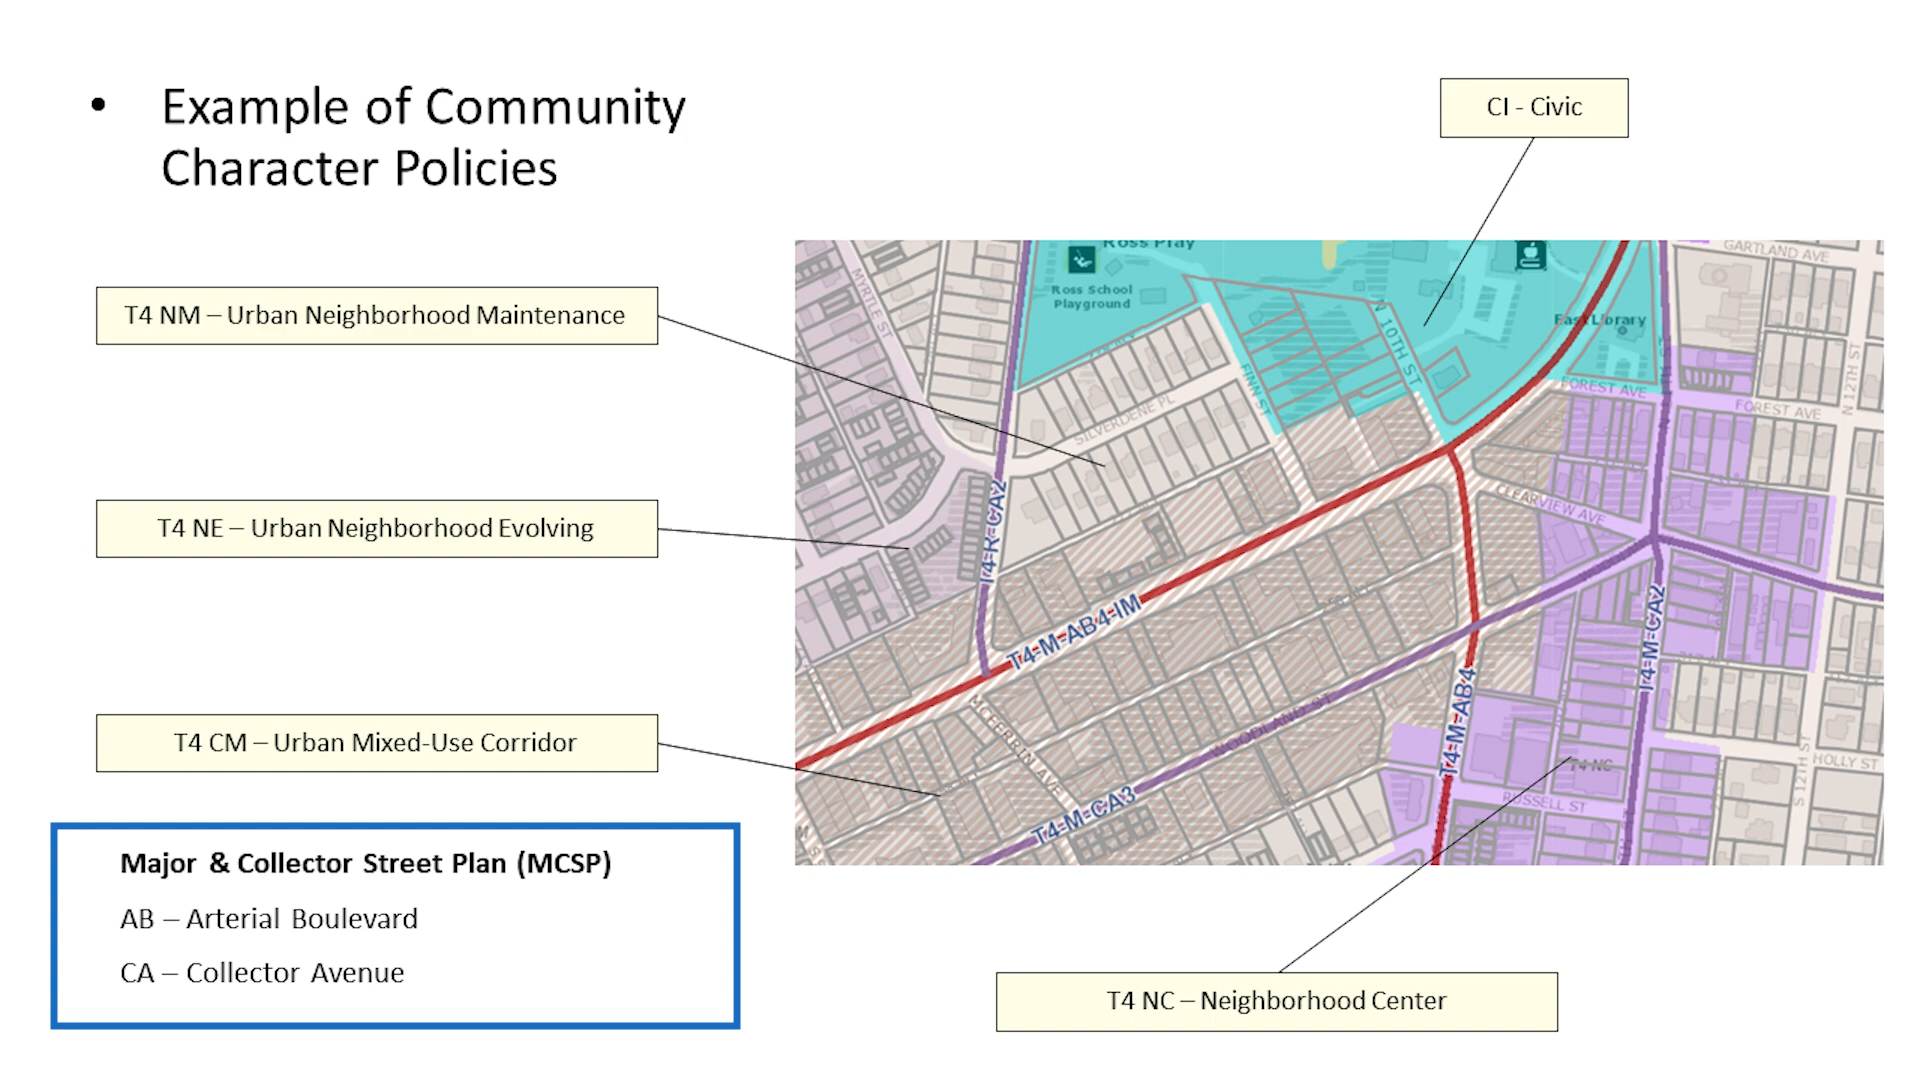 • Example of Community
Character Policies
CI - Civic
T4 NM – Urban Neighborhood Maintenance
T4 NE – Urban Neighborhood Evolving
T4 CM – Urban Mixed-Use Corridor
Major & Collector Street Plan (MCSP)
AB – Arterial Boulevard
CA – Collector Avenue
T4 NC – Neighborhood Center
Ross Play
Ross School
Playground
East Library
GARTLAND AVE
MYRTLE ST
N 10TH ST
N 12TH ST
FINN ST
SILVERDENE PL
FOREST AVE
FOREST AVE
CLEARVIEW AVE
T4-R-CA2
T4-M-AB4-IM
T4-M-CA2
T4-M-AB4
MCFERRIN AVE
WOODLAND ST
T4-M-CA3
T4 NC
RUSSELL ST
HOLLY ST
S 12TH ST